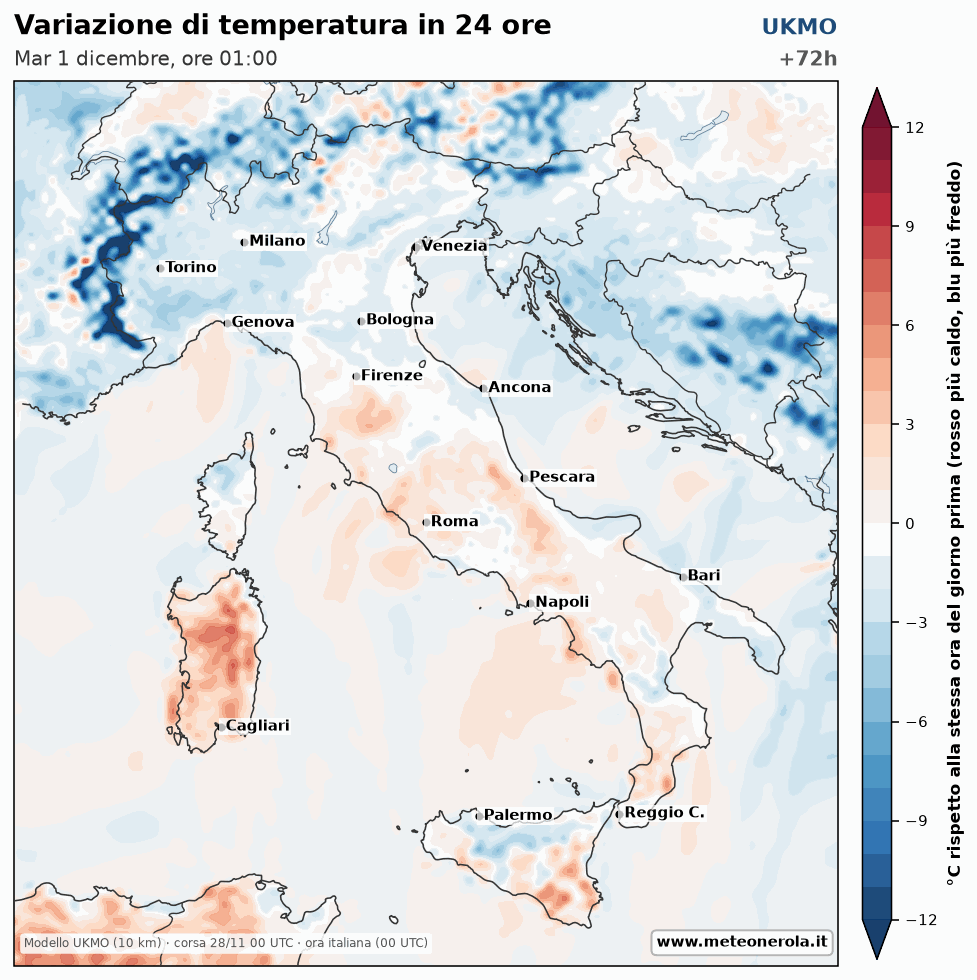 Variazione di temperatura in 24 ore
UKMO
Mar 1 dicembre, ore 01:00
+72h
Milano
Venezia
Torino
Genova
Bologna
Firenze
Ancona
Pescara
Roma
Bari
Napoli
Cagliari
Palermo
Reggio C.
12
9
6
3
0
−3
−6
−9
−12
°C rispetto alla stessa ora del giorno prima (rosso più caldo, blu più freddo)
Modello UKMO (10 km) · corsa 28/11 00 UTC · ora italiana (00 UTC)
www.meteonerola.it